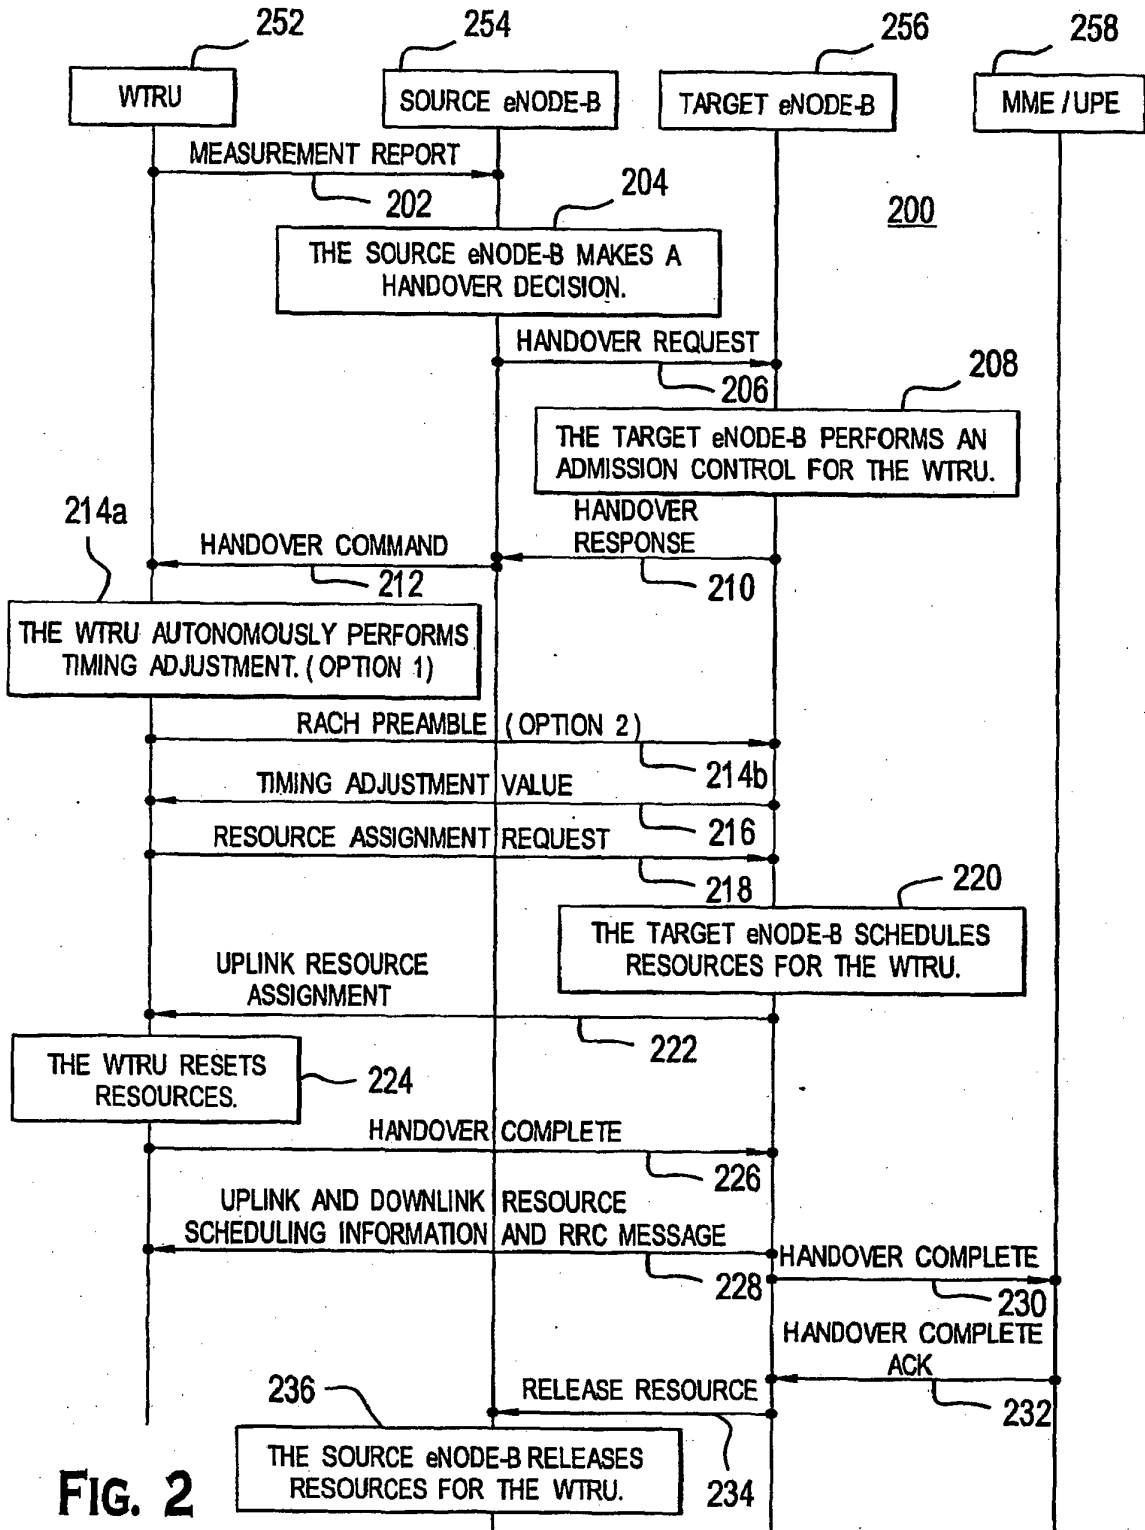 252
254
256
258
WTRU
SOURCE eNODE-B
TARGET eNODE-B
MME / UPE
MEASUREMENT REPORT
202
204
200
THE SOURCE eNODE-B MAKES A
HANDOVER DECISION.
HANDOVER REQUEST
206
208
THE TARGET eNODE-B PERFORMS AN
ADMISSION CONTROL FOR THE WTRU.
214a
HANDOVER
RESPONSE
HANDOVER COMMAND
212
210
THE WTRU AUTONOMOUSLY PERFORMS
TIMING ADJUSTMENT. (OPTION 1)
RACH PREAMBLE (OPTION 2)
214b
TIMING ADJUSTMENT VALUE
216
RESOURCE ASSIGNMENT REQUEST
218
220
THE TARGET eNODE-B SCHEDULES
RESOURCES FOR THE WTRU.
UPLINK RESOURCE
ASSIGNMENT
222
THE WTRU RESETS
RESOURCES.
224
HANDOVER COMPLETE
226
UPLINK AND DOWNLINK RESOURCE
SCHEDULING INFORMATION AND RRC MESSAGE
228
HANDOVER COMPLETE
230
HANDOVER COMPLETE
ACK
232
RELEASE RESOURCE
234
236
THE SOURCE eNODE-B RELEASES
RESOURCES FOR THE WTRU.
FIG. 2